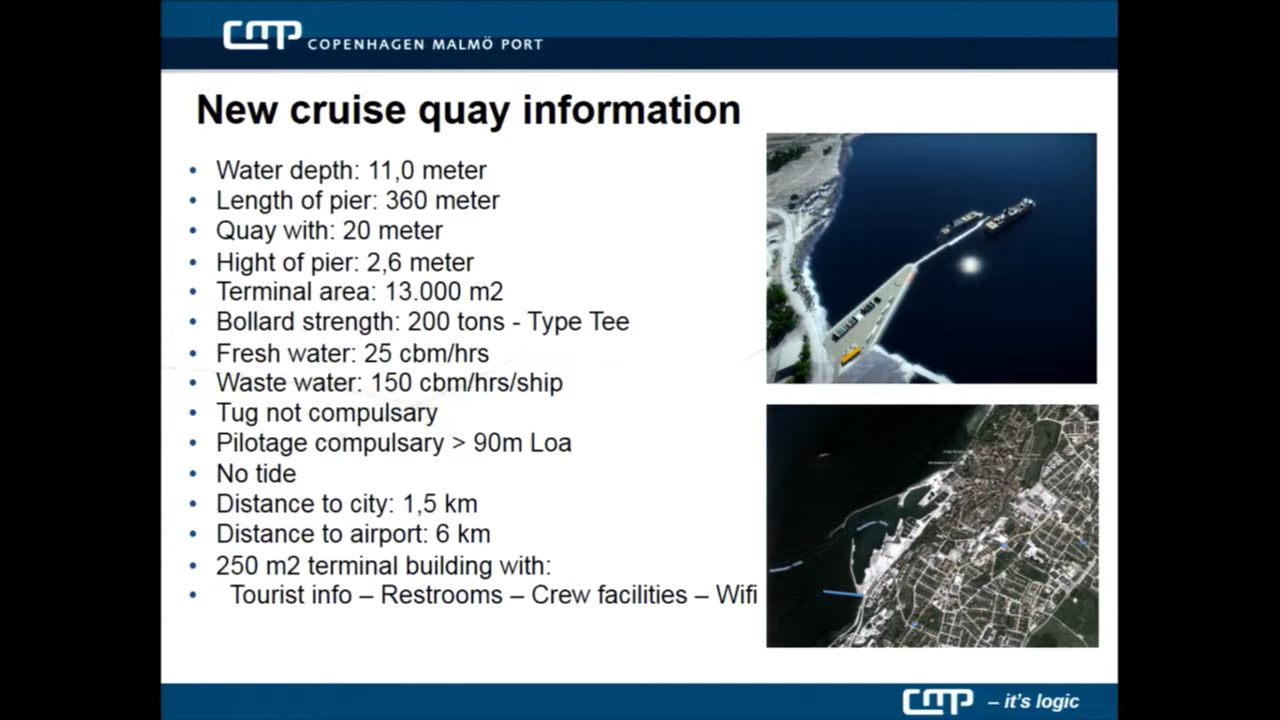 CMP COPENHAGEN MALMÖ PORT
New cruise quay information
• Water depth: 11,0 meter
• Length of pier: 360 meter
• Quay with: 20 meter
• Hight of pier: 2,6 meter
• Terminal area: 13.000 m2
• Bollard strength: 200 tons - Type Tee
• Fresh water: 25 cbm/hrs
• Waste water: 150 cbm/hrs/ship
• Tug not compulsary
• Pilotage compulsary > 90m Loa
• No tide
• Distance to city: 1,5 km
• Distance to airport: 6 km
• 250 m2 terminal building with:
• Tourist info – Restrooms – Crew facilities – Wifi
CMP – it's logic